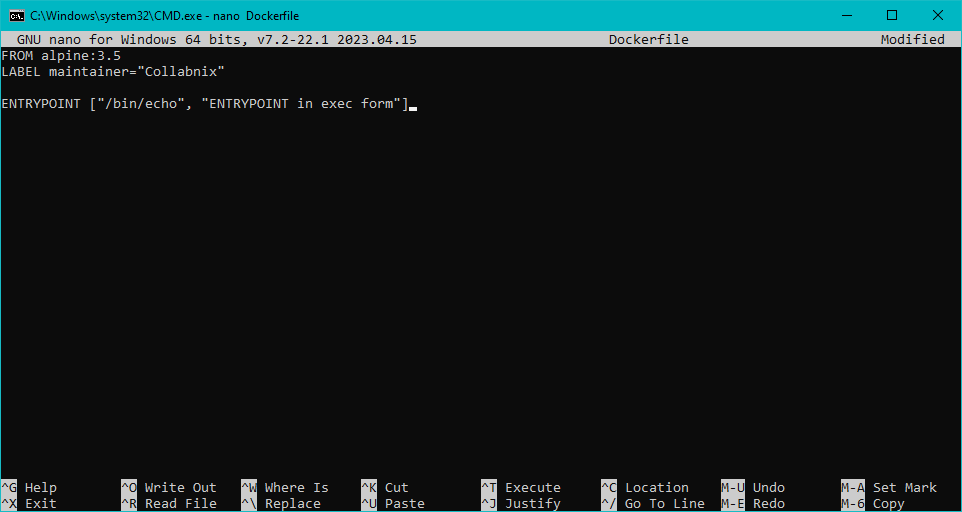 C:\Windows\system32\CMD.exe - nano Dockerfile
GNU nano for Windows 64 bits, v7.2-22.1 2023.04.15 Dockerfile Modified
FROM alpine:3.5
LABEL maintainer="Collabnix"
ENTRYPOINT ["/bin/echo", "ENTRYPOINT in exec form"]
^G Help ^O Write Out ^W Where Is ^K Cut ^T Execute ^C Location M-U Undo M-A Set Mark
^X Exit ^R Read File ^\ Replace ^U Paste ^J Justify ^/ Go To Line M-E Redo M-6 Copy